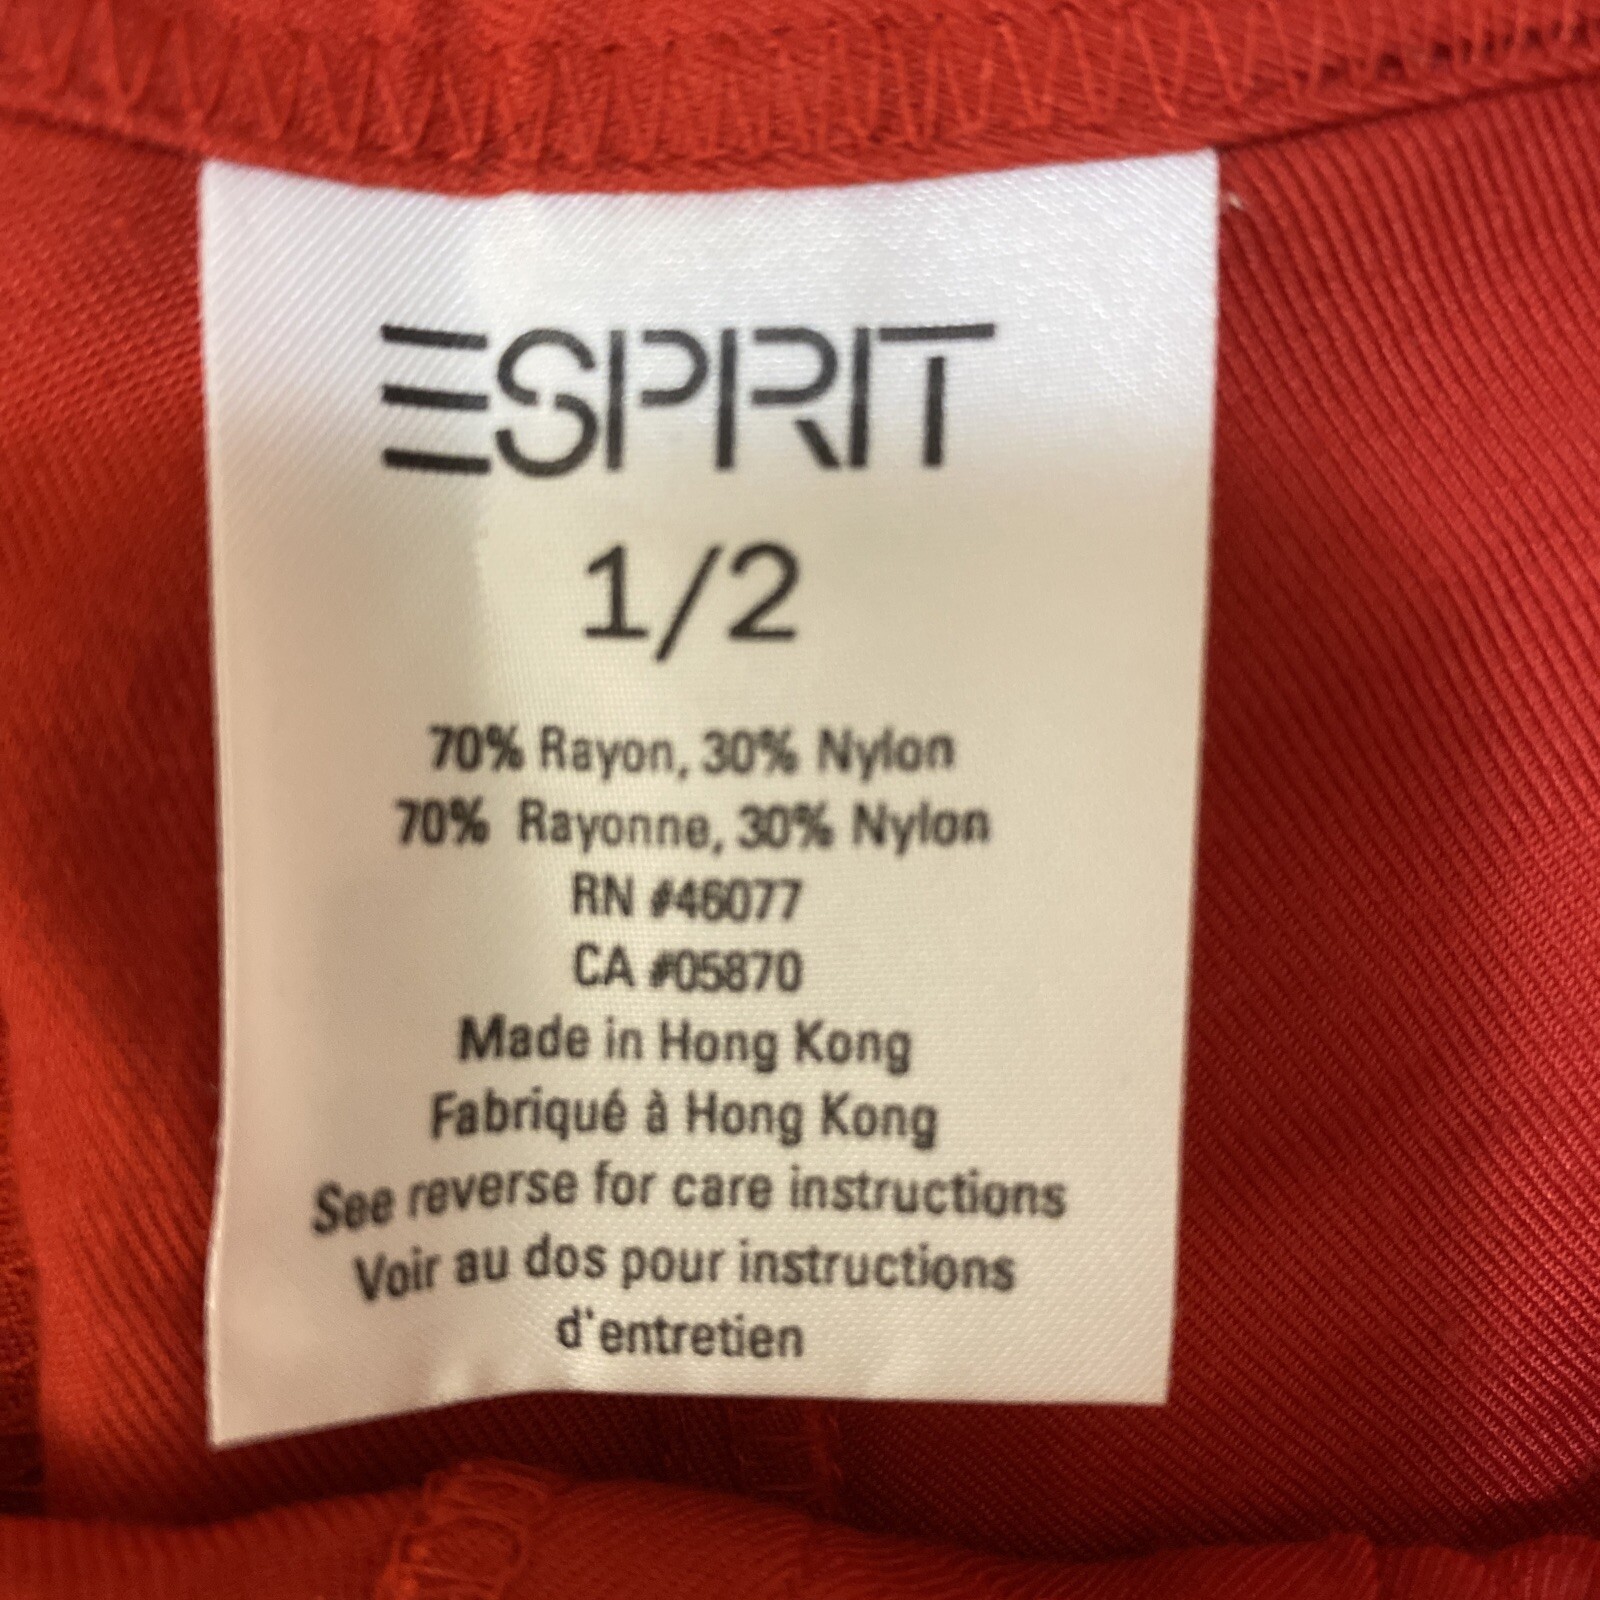 ESPRIT
1/2
70% Rayon, 30% Nylon
70% Rayonne, 30% Nylon
RN #46077
CA #05870
Made in Hong Kong
Fabriqué à Hong Kong
See reverse for care instructions
Voir au dos pour instructions
d'entretien